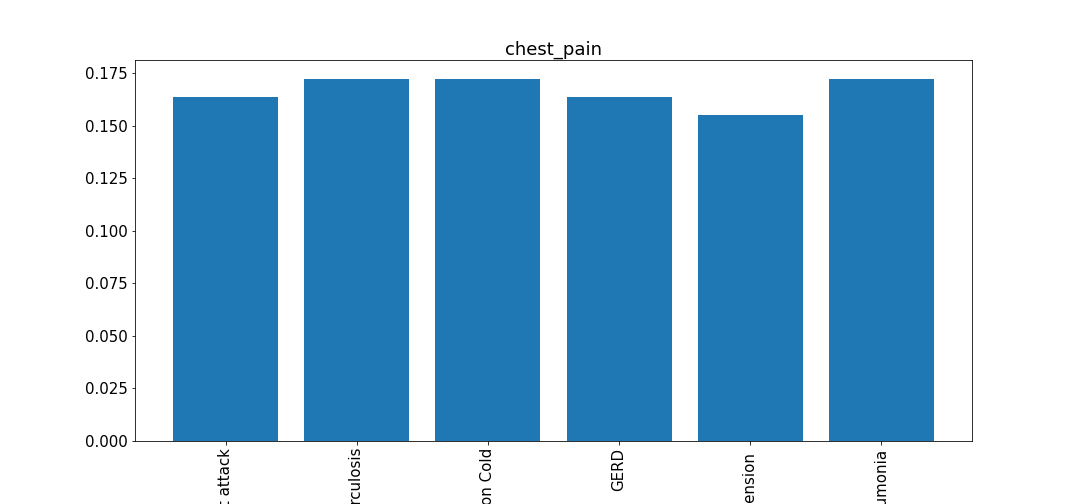 chest_pain
0.175
0.150
0.125
0.100
0.075
0.050
0.025
0.000
attack
rculosis
on Cold
GERD
ension
umonia